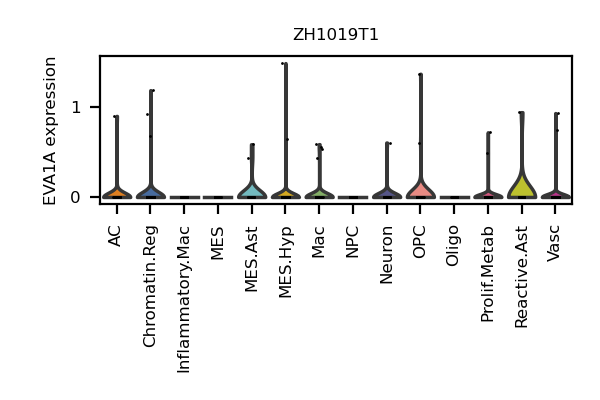 ZH1019T1
EVA1A expression
1
0
AC
Chromatin.Reg
Inflammatory.Mac
MES
MES.Ast
MES.Hyp
Mac
NPC
Neuron
OPC
Oligo
Prolif.Metab
Reactive.Ast
Vasc